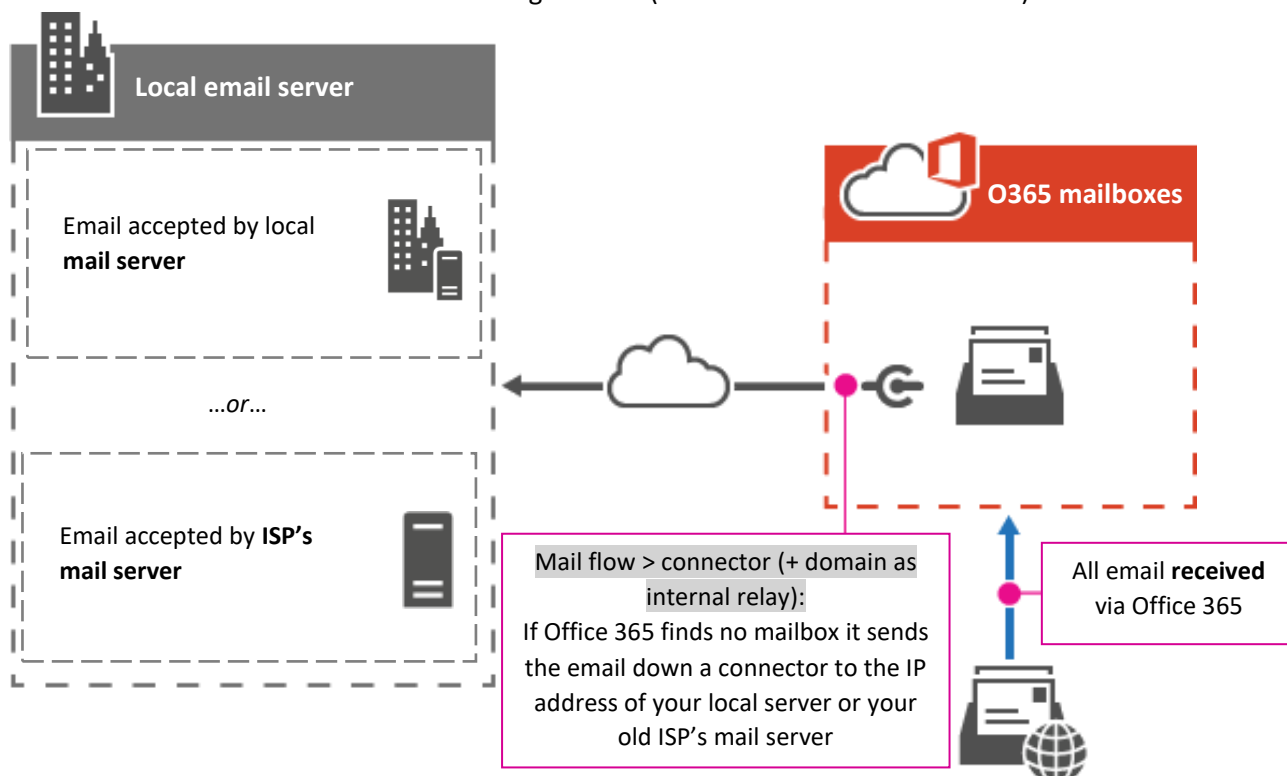 Local email server
O365 mailboxes
Email accepted by local
mail server
…or…
Email accepted by ISP’s
mail server
Mail flow > connector (+ domain as
internal relay):
If Office 365 finds no mailbox it sends
the email down a connector to the IP
address of your local server or your
old ISP’s mail server
All email received
via Office 365